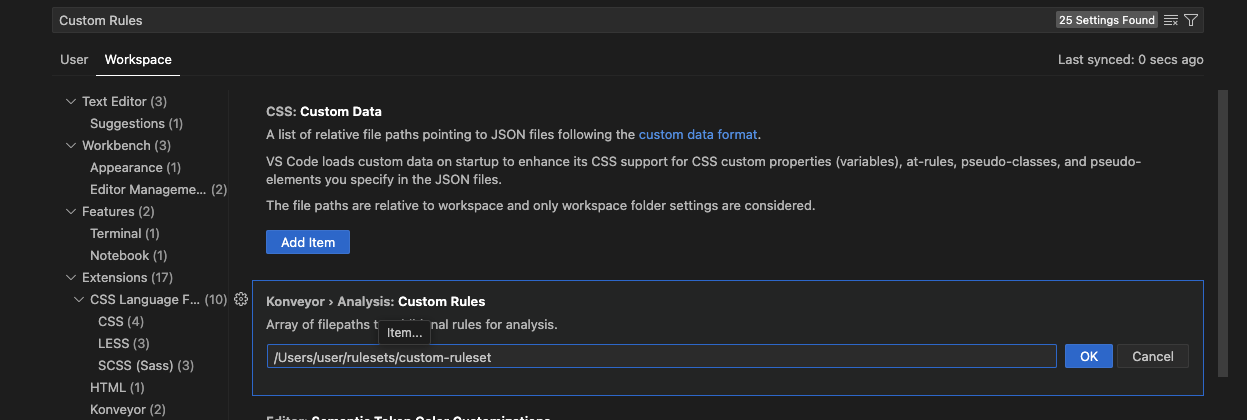 Custom Rules
25 Settings Found
User
Workspace
Last synced: 0 secs ago
Text Editor (3)
Suggestions (1)
Workbench (3)
Appearance (1)
Editor Manageme... (2)
Features (2)
Terminal (1)
Notebook (1)
Extensions (17)
CSS Language F... (10)
CSS (4)
LESS (3)
SCSS (Sass) (3)
HTML (1)
Konveyor (2)
CSS: Custom Data
A list of relative file paths pointing to JSON files following the custom data format.
VS Code loads custom data on startup to enhance its CSS support for CSS custom properties (variables), at-rules, pseudo-classes, and pseudo-
elements you specify in the JSON files.
The file paths are relative to workspace and only workspace folder settings are considered.
Add Item
Konveyor › Analysis: Custom Rules
Array of filepaths rules for analysis.
Item...
/Users/user/rulesets/custom-ruleset
OK
Cancel